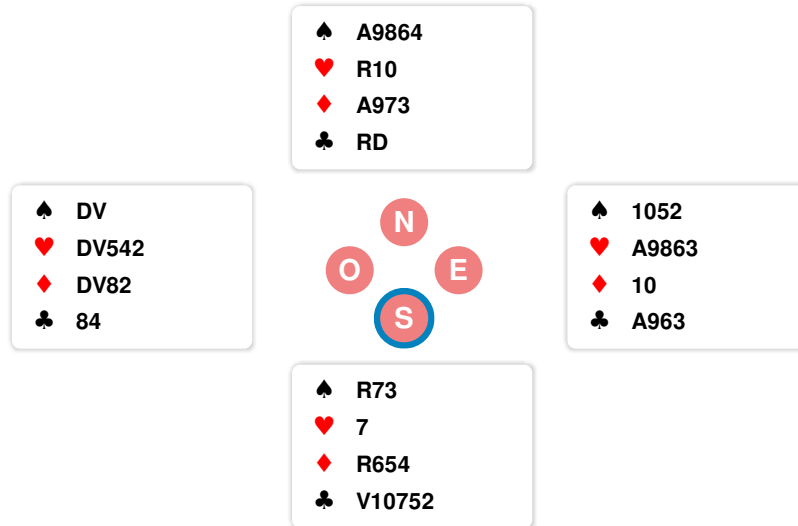 ♠ A9864
♥ R10
♦ A973
♣ RD
♠ DV
♥ DV542
♦ DV82
♣ 84
N
O E
S
♠ 1052
♥ A9863
♦ 10
♣ A963
♠ R73
♥ 7
♦ R654
♣ V10752